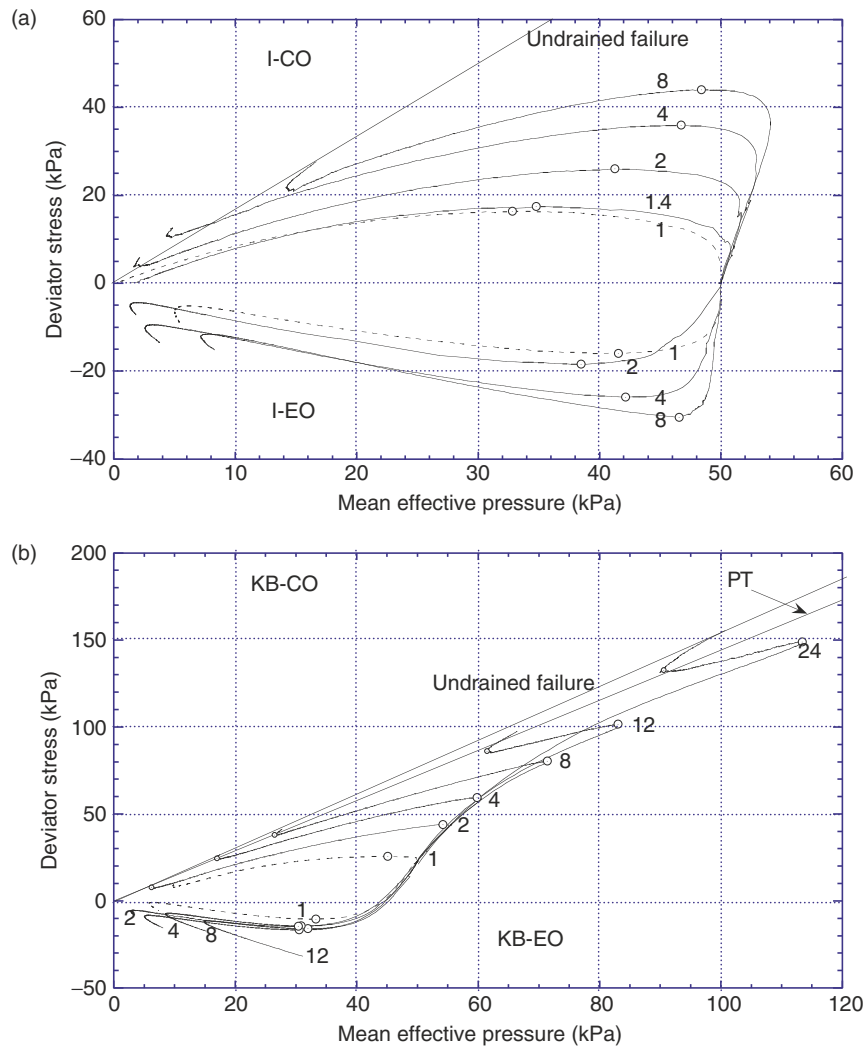 (a)
60
40
20
0
−20
−40
Deviator stress (kPa)
I-CO
Undrained failure
8
4
2
1.4
1
1
2
4
8
I-EO
0 10 20 30 40 50 60
Mean effective pressure (kPa)
(b)
200
150
100
50
0
−50
Deviator stress (kPa)
KB-CO
PT
24
Undrained failure
12
8
4
2
1
1
2
4
8
12
KB-EO
0 20 40 60 80 100 120
Mean effective pressure (kPa)